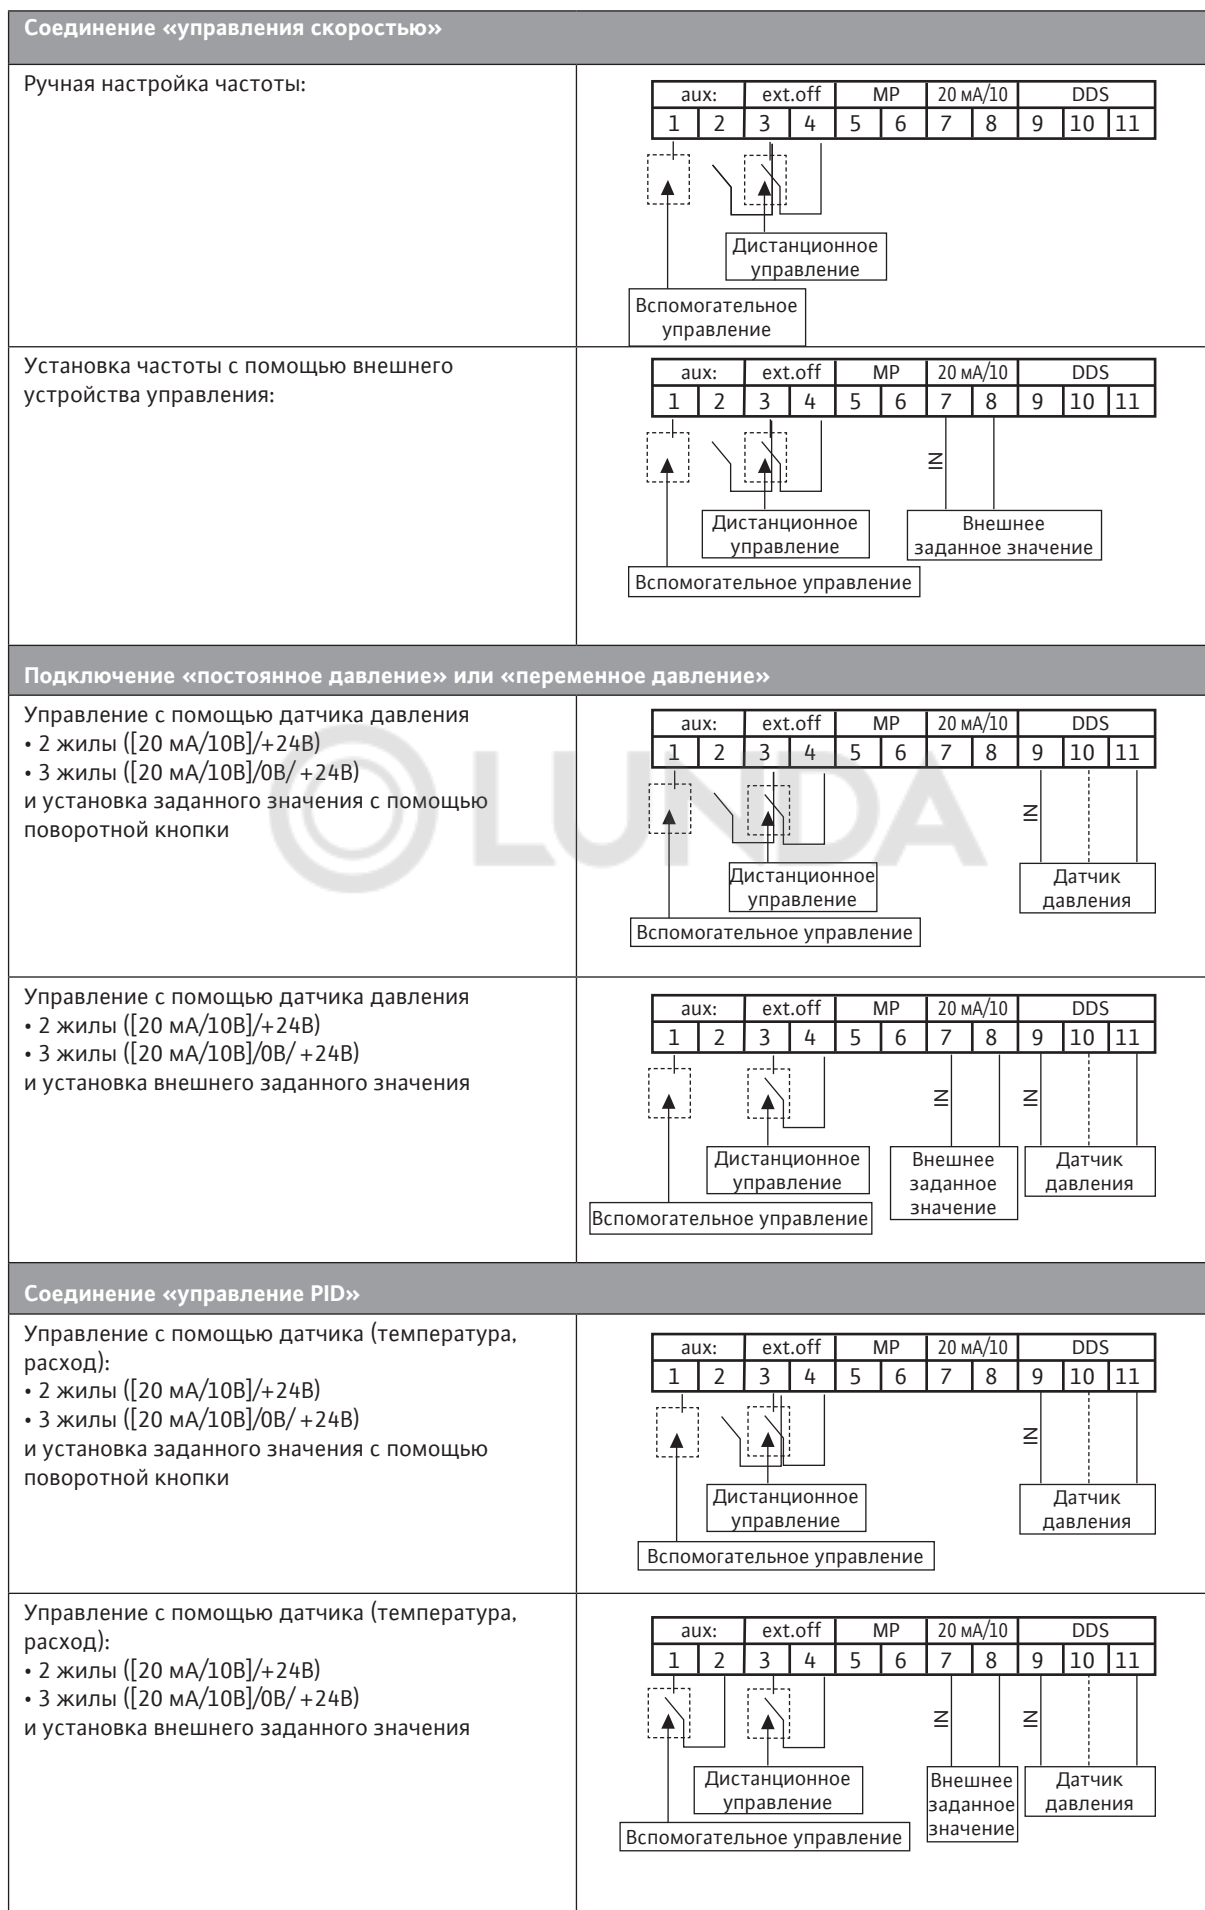 Соединение «управления скоростью»
Ручная настройка частоты:
aux: ext.off MP 20 мА/10 DDS
1 2 3 4 5 6 7 8 9 10 11
Дистанционное
управление
Вспомогательное
управление
Установка частоты с помощью внешнего
устройства управления:
aux: ext.off MP 20 мА/10 DDS
1 2 3 4 5 6 7 8 9 10 11
IN
Дистанционное
управление
Внешнее
заданное значение
Вспомогательное управление
Подключение «постоянное давление» или «переменное давление»
Управление с помощью датчика давления
• 2 жилы ([20 мА/10В]/+24В)
• 3 жилы ([20 мА/10В]/0В/ +24В)
и установка заданного значения с помощью
поворотной кнопки
aux: ext.off MP 20 мА/10 DDS
1 2 3 4 5 6 7 8 9 10 11
IN
Дистанционное
управление
Датчик
давления
Вспомогательное управление
LUNDA
Управление с помощью датчика давления
• 2 жилы ([20 мА/10В]/+24В)
• 3 жилы ([20 мА/10В]/0В/ +24В)
и установка внешнего заданного значения
aux: ext.off MP 20 мА/10 DDS
1 2 3 4 5 6 7 8 9 10 11
IN IN
Дистанционное
управление
Внешнее
заданное
значение
Датчик
давления
Вспомогательное управление
Соединение «управление PID»
Управление с помощью датчика (температура,
расход):
• 2 жилы ([20 мА/10В]/+24В)
• 3 жилы ([20 мА/10В]/0В/ +24В)
и установка заданного значения с помощью
поворотной кнопки
aux: ext.off MP 20 мА/10 DDS
1 2 3 4 5 6 7 8 9 10 11
IN
Дистанционное
управление
Датчик
давления
Вспомогательное управление
Управление с помощью датчика (температура,
расход):
• 2 жилы ([20 мА/10В]/+24В)
• 3 жилы ([20 мА/10В]/0В/ +24В)
и установка внешнего заданного значения
aux: ext.off MP 20 мА/10 DDS
1 2 3 4 5 6 7 8 9 10 11
IN IN
Дистанционное
управление
Внешнее
заданное
значение
Датчик
давления
Вспомогательное управление